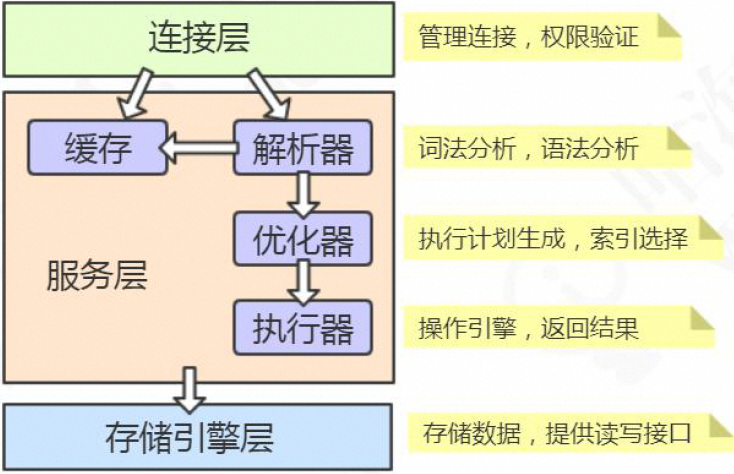 连接层
管理连接，权限验证
缓存
解析器
词法分析，语法分析
优化器
执行计划生成，索引选择
服务层
执行器
操作引擎，返回结果
存储引擎层
存储数据，提供读写接口